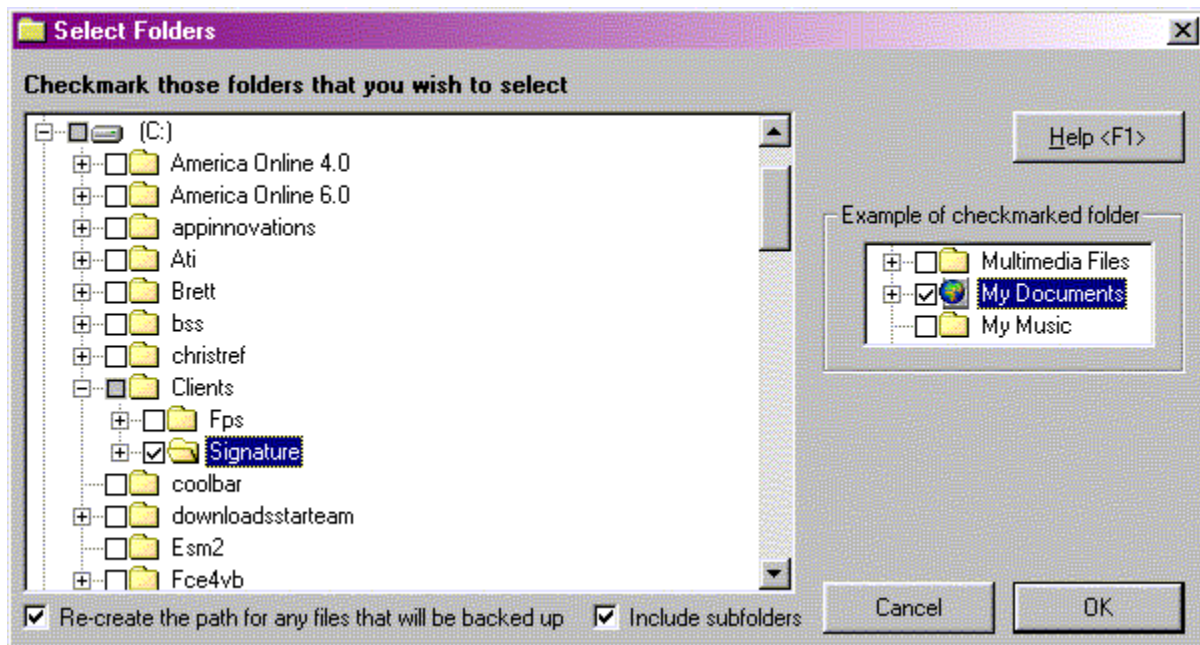 Select Folders
Checkmark those folders that you wish to select
(C:)
America Online 4.0
America Online 6.0
appinnovations
Ati
Brett
bss
christref
Clients
Fps
Signature
coolbar
downloadsstarteam
Esm2
Fce4vb
Re-create the path for any files that will be backed up
Include subfolders
Help <F1>
Example of checkmarked folder
Multimedia Files
My Documents
My Music
Cancel
OK